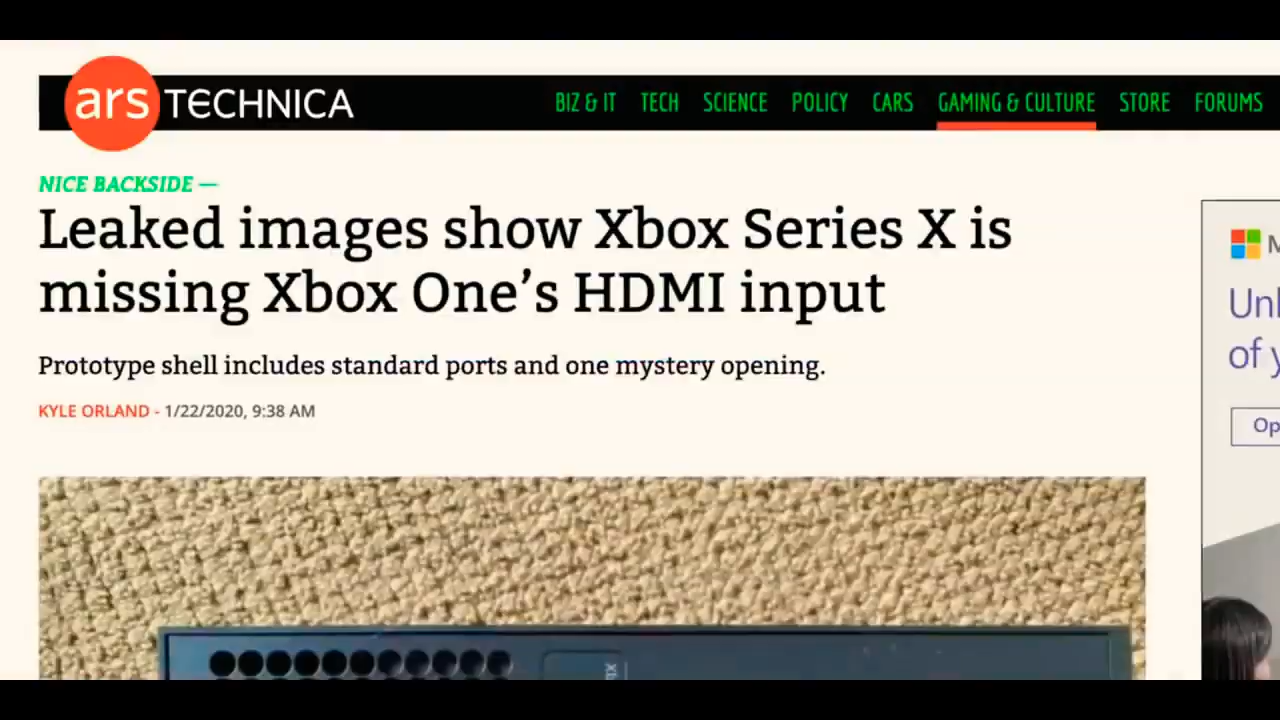 ars TECHNICA
BIZ & IT TECH SCIENCE POLICY CARS GAMING & CULTURE STORE FORUMS
NICE BACKSIDE —
Leaked images show Xbox Series X is
missing Xbox One’s HDMI input
Prototype shell includes standard ports and one mystery opening.
KYLE ORLAND - 1/22/2020, 9:38 AM
of